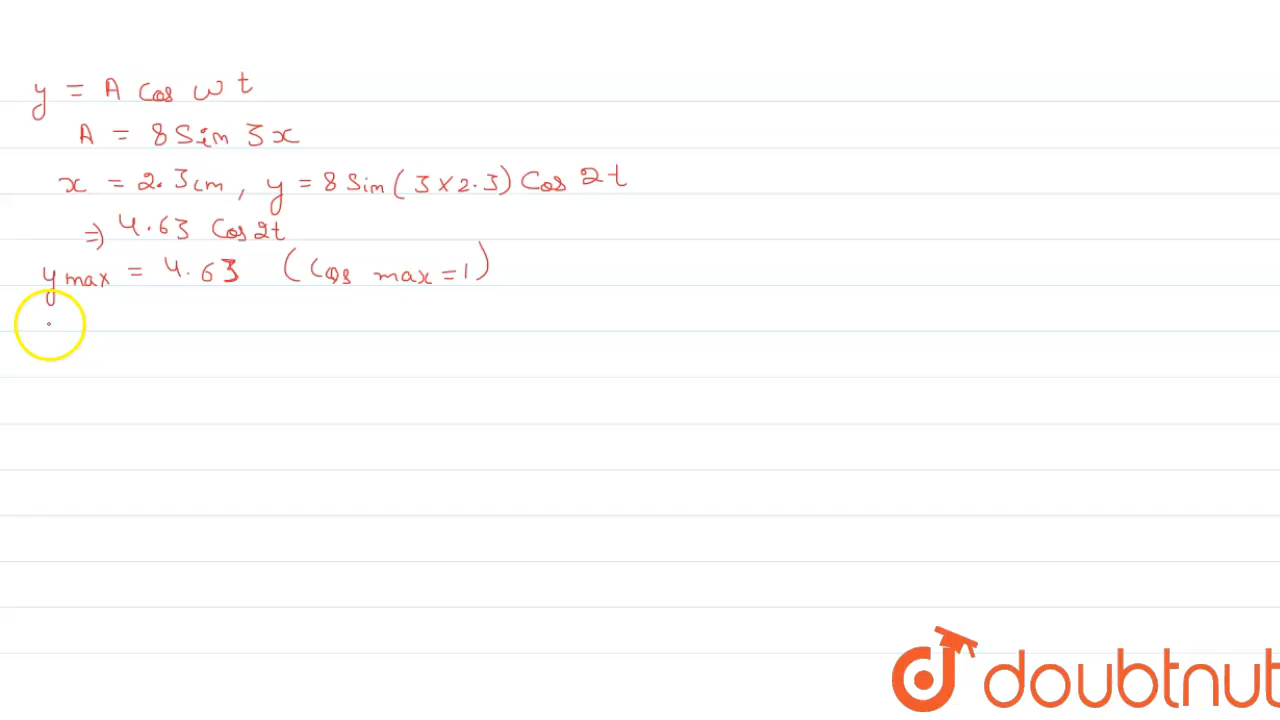 y = A Cos ω t
A = 8 Sin 3x
x = 2.3 cm, y = 8 Sin (3 × 2.3) Cos 2t
⇒ 4.63 Cos 2t
y max = 4.63 (Cos max = 1)
doubtnut